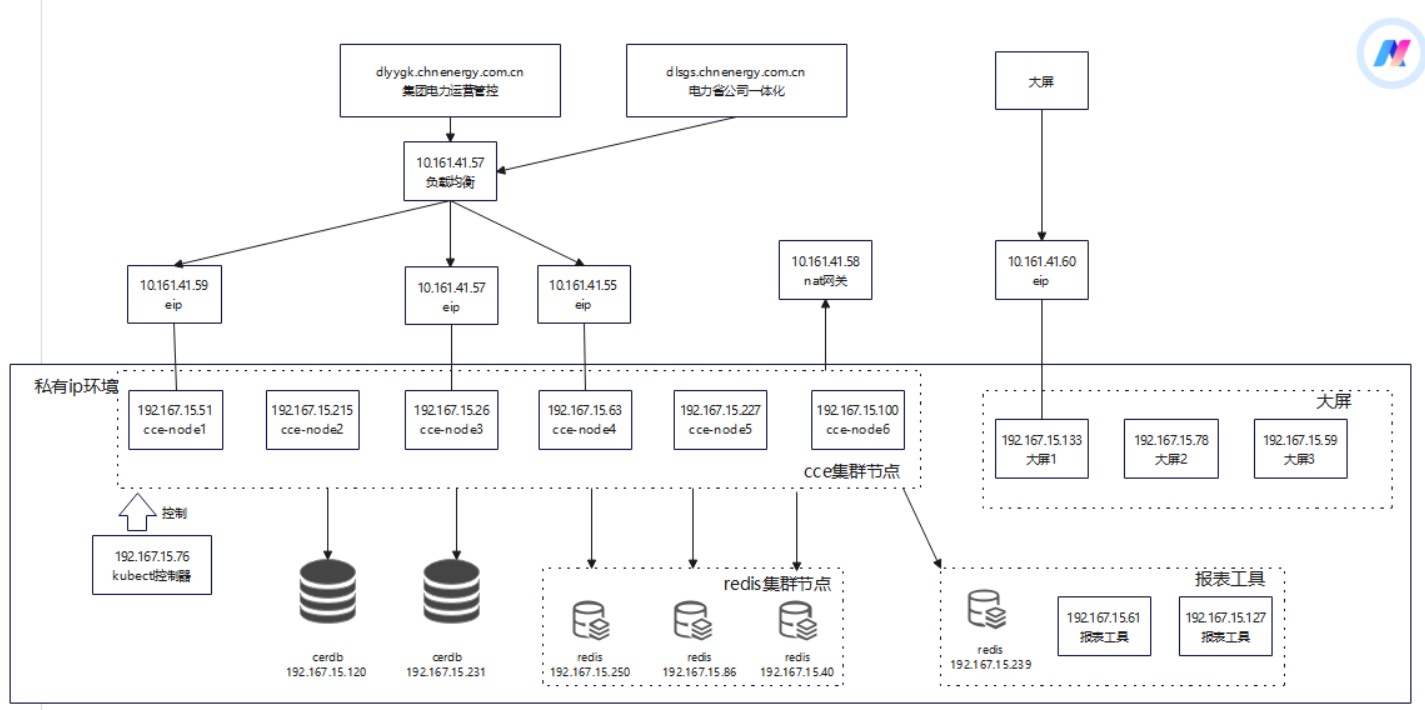 dlyygk.chnenergy.com.cn
集团电力运营管控
dlsgs.chnenergy.com.cn
电力省公司一体化
大屏
10.161.41.57
负载均衡
10.161.41.59
eip
10.161.41.57
eip
10.161.41.55
eip
10.161.41.58
nat网关
10.161.41.60
eip
私有ip环境
192.167.15.51
cce-node1
192.167.15.215
cce-node2
192.167.15.26
cce-node3
192.167.15.63
cce-node4
192.167.15.227
cce-node5
192.167.15.100
cce-node6
cce集群节点
大屏
192.167.15.133
大屏1
192.167.15.78
大屏2
192.167.15.59
大屏3
控制
192.167.15.76
kubectl控制器
cerdb
192.167.15.120
cerdb
192.167.15.231
redis集群节点
redis
192.167.15.250
redis
192.167.15.86
redis
192.167.15.40
报表工具
redis
192.167.15.239
192.167.15.61
报表工具
192.167.15.127
报表工具